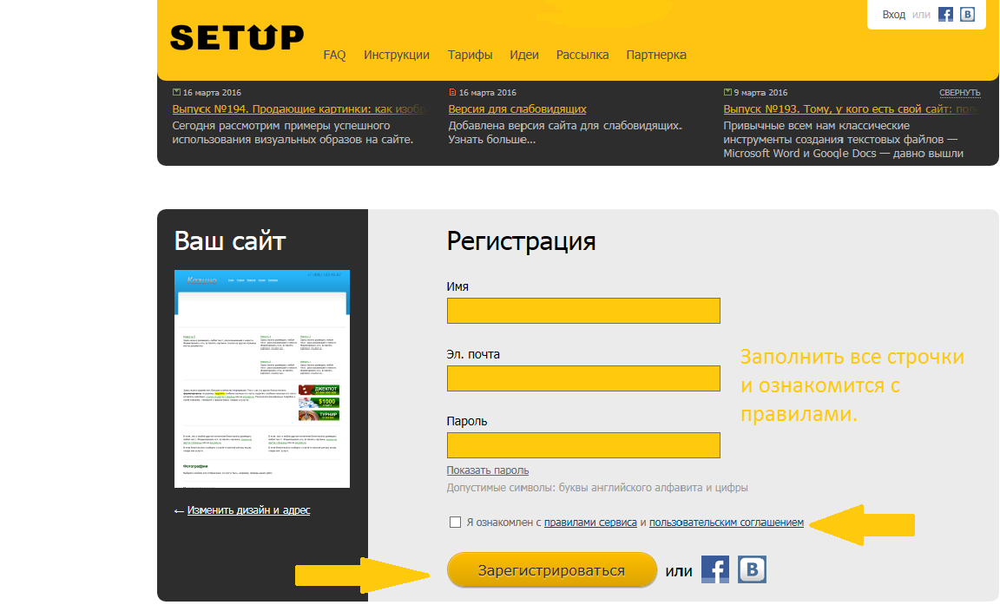 Вход или
SETUP
FAQ Инструкции Тарифы Идеи Рассылка Партнерка
16 марта 2016
Выпуск №194. Продающие картинки: как изоб
Сегодня рассмотрим примеры успешного
использования визуальных образов на сайте.
16 марта 2016
Версия для слабовидящих
Добавлена версия сайта для слабовидящих.
Узнать больше...
9 марта 2016
СВЕРНУТЬ
Выпуск №193. Тому, у кого есть свой сайт:
Привычные всем нам классические
инструменты создания текстовых файлов —
Microsoft Word и Google Docs — давно вышли
Ваш сайт
Казино
ДЖЕКПОТ
$1000
ТУРНИР
Фотографии
← Изменить дизайн и адрес
Регистрация
Имя
Эл. почта
Пароль
Показать пароль
Допустимые символы: буквы английского алфавита и цифры
Я ознакомлен с правилами сервиса и пользовательским соглашением
Зарегистрироваться или
Заполнить все строчки
и ознакомится с
правилами.